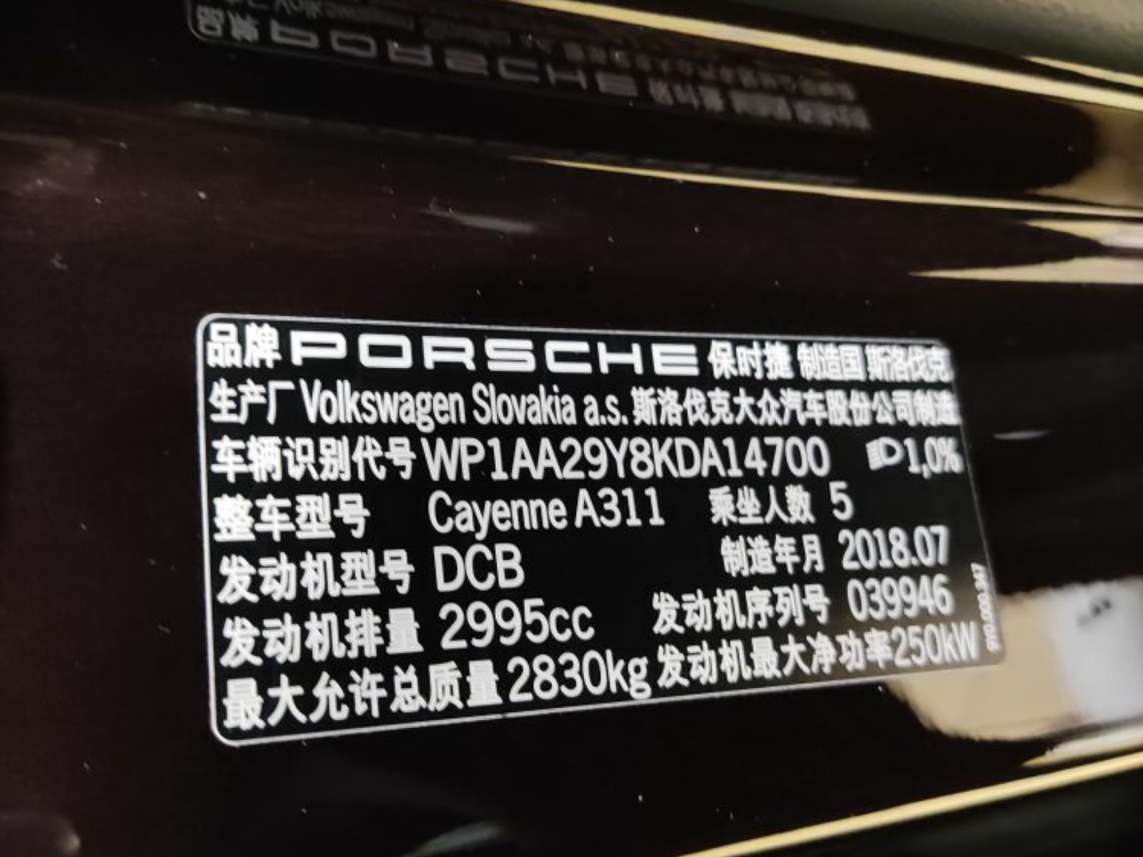 品牌 PORSCHE 保时捷 制造国 斯洛伐克
生产厂 Volkswagen Slovakia a.s. 斯洛伐克大众汽车股份公司制造
车辆识别代号 WP1AA29Y8KDA14700 1,0%
整车型号 Cayenne A311 乘坐人数 5
发动机型号 DCB 制造年月 2018.07
发动机排量 2995cc 发动机序列号 039946
最大允许总质量 2830kg 发动机最大净功率 250kW